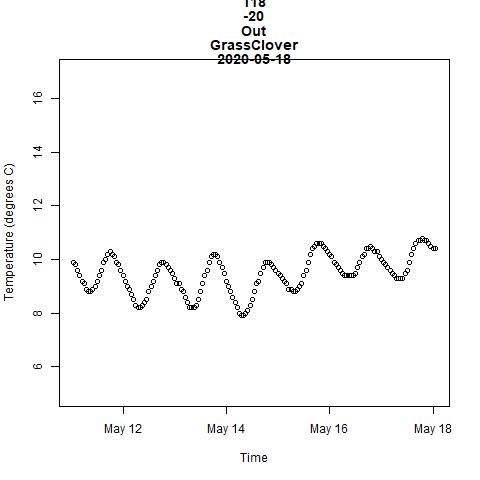 T18
-20
Out
GrassClover
2020-05-18
Temperature (degrees C)
16
14
12
10
8
6
May 12
May 14
May 16
May 18
Time